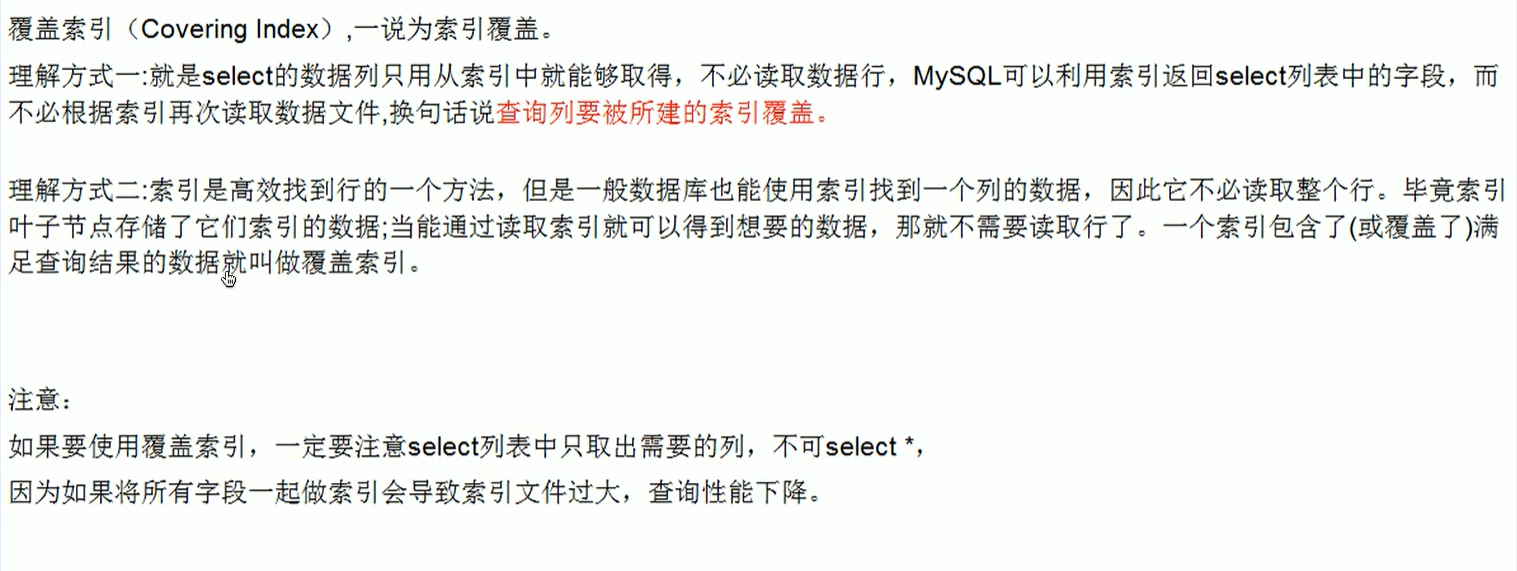 覆盖索引（Covering Index）,一说为索引覆盖。
理解方式一:就是select的数据列只用从索引中就能够取得，不必读取数据行，MySQL可以利用索引返回select列表中的字段，而
不必根据索引再次读取数据文件,换句话说查询列要被所建的索引覆盖。
理解方式二:索引是高效找到行的一个方法，但是一般数据库也能使用索引找到一个列的数据，因此它不必读取整个行。毕竟索引
叶子节点存储了它们索引的数据;当能通过读取索引就可以得到想要的数据，那就不需要读取行了。一个索引包含了(或覆盖了)满
足查询结果的数据就叫做覆盖索引。
注意：
如果要使用覆盖索引，一定要注意select列表中只取出需要的列，不可select *，
因为如果将所有字段一起做索引会导致索引文件过大，查询性能下降。